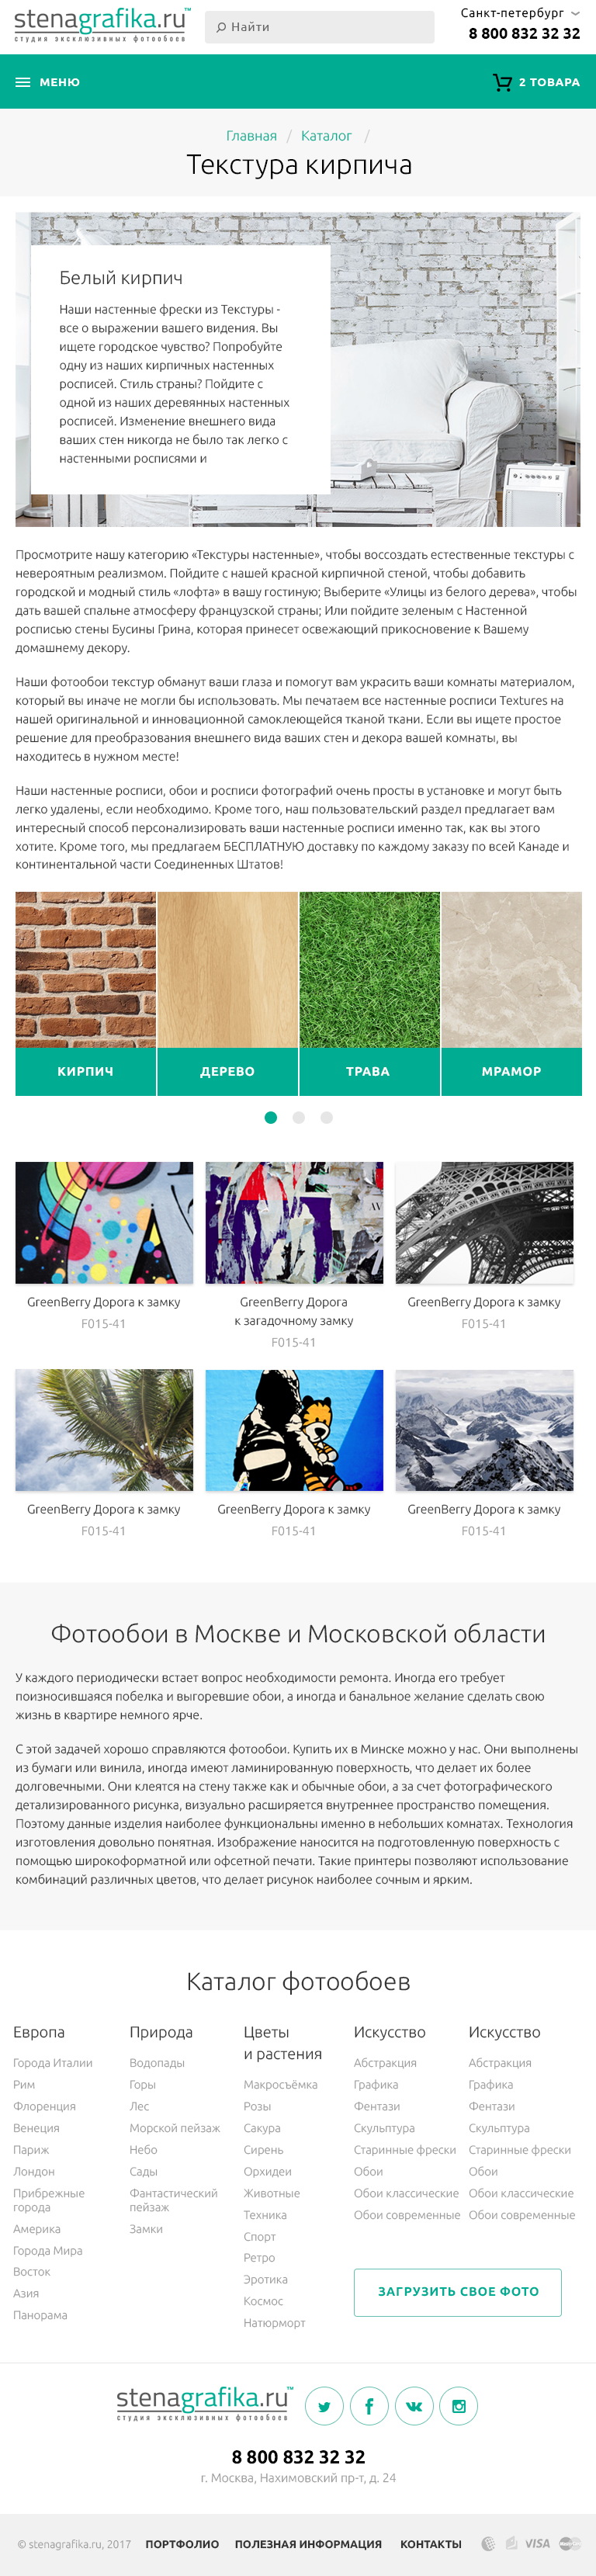 stenagrafika.ru™
студия эксклюзивных фотообоев
Найти
Санкт-петербург
8 800 832 32 32
МЕНЮ
2 ТОВАРА
Главная / Каталог /
Текстура кирпича
Белый кирпич
Наши настенные фрески из Текстуры -
все о выражении вашего видения. Вы
ищете городское чувство? Попробуйте
одну из наших кирпичных настенных
росписей. Стиль страны? Пойдите с
одной из наших деревянных настенных
росписей. Изменение внешнего вида
ваших стен никогда не было так легко с
настенными росписями и
Просмотрите нашу категорию «Текстуры настенные», чтобы воссоздать естественные текстуры с
невероятным реализмом. Пойдите с нашей красной кирпичной стеной, чтобы добавить
городской и модный стиль «лофта» в вашу гостиную; Выберите «Улицы из белого дерева», чтобы
дать вашей спальне атмосферу французской страны; Или пойдите зеленым с Настенной
росписью стены Бусины Грина, которая принесет освежающий прикосновение к Вашему
домашнему декору.
Наши фотообои текстур обманут ваши глаза и помогут вам украсить ваши комнаты материалом,
который вы иначе не могли бы использовать. Мы печатаем все настенные росписи Textures на
нашей оригинальной и инновационной самоклеящейся тканой ткани. Если вы ищете простое
решение для преобразования внешнего вида ваших стен и декора вашей комнаты, вы
находитесь в нужном месте!
Наши настенные росписи, обои и росписи фотографий очень просты в установке и могут быть
легко удалены, если необходимо. Кроме того, наш пользовательский раздел предлагает вам
интересный способ персонализировать ваши настенные росписи именно так, как вы этого
хотите. Кроме того, мы предлагаем БЕСПЛАТНУЮ доставку по каждому заказу по всей Канаде и
континентальной части Соединенных Штатов!
КИРПИЧ
ДЕРЕВО
ТРАВА
МРАМОР
GreenBerry Дорога к замку
F015-41
GreenBerry Дорога
к загадочному замку
F015-41
GreenBerry Дорога к замку
F015-41
GreenBerry Дорога к замку
F015-41
GreenBerry Дорога к замку
F015-41
GreenBerry Дорога к замку
F015-41
Фотообои в Москве и Московской области
У каждого периодически встает вопрос необходимости ремонта. Иногда его требует
поизносившаяся побелка и выгоревшие обои, а иногда и банальное желание сделать свою
жизнь в квартире немного ярче.
С этой задачей хорошо справляются фотообои. Купить их в Минске можно у нас. Они выполнены
из бумаги или винила, иногда имеют ламинированную поверхность, что делает их более
долговечными. Они клеятся на стену также как и обычные обои, а за счет фотографического
детализированного рисунка, визуально расширяется внутреннее пространство помещения.
Поэтому данные изделия наиболее функциональны именно в небольших комнатах. Технология
изготовления довольно понятная. Изображение наносится на подготовленную поверхность с
помощью широкоформатной или офсетной печати. Такие принтеры позволяют использование
комбинаций различных цветов, что делает рисунок наиболее сочным и ярким.
Каталог фотообоев
Европа
Города Италии
Рим
Флоренция
Венеция
Париж
Лондон
Прибрежные
города
Америка
Города Мира
Восток
Азия
Панорама
Природа
Водопады
Горы
Лес
Морской пейзаж
Небо
Сады
Фантастический
пейзаж
Замки
Цветы
и растения
Макросъёмка
Розы
Сакура
Сирень
Орхидеи
Животные
Техника
Спорт
Ретро
Эротика
Космос
Натюрморт
Искусство
Абстракция
Графика
Фентази
Скульптура
Старинные фрески
Обои
Обои классические
Обои современные
Искусство
Абстракция
Графика
Фентази
Скульптура
Старинные фрески
Обои
Обои классические
Обои современные
ЗАГРУЗИТЬ СВОЕ ФОТО
stenagrafika.ru™
студия эксклюзивных фотообоев
8 800 832 32 32
г. Москва, Нахимовский пр-т, д. 24
© stenagrafika.ru, 2017
ПОРТФОЛИО
ПОЛЕЗНАЯ ИНФОРМАЦИЯ
КОНТАКТЫ
VISA